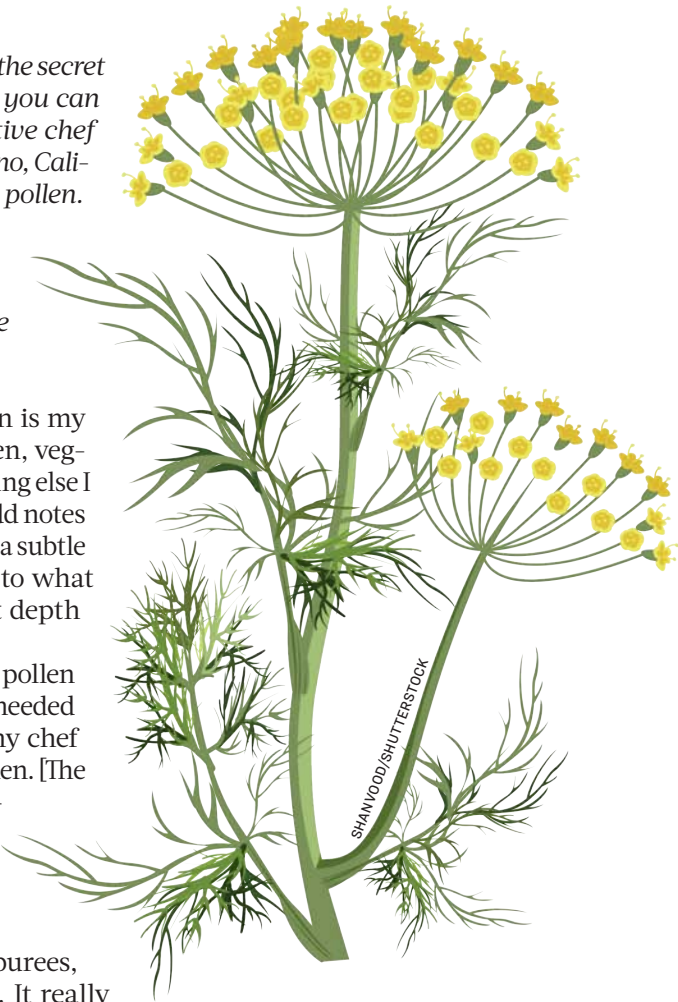 the secret
you can
tive chef
no, Cali-
pollen.
e
n is my
en, veg-
ing else I
ld notes
a subtle
to what
t depth
pollen
needed
ny chef
en. [The
purees,
. It really
SHANVOOD/SHUTTERSTOCK